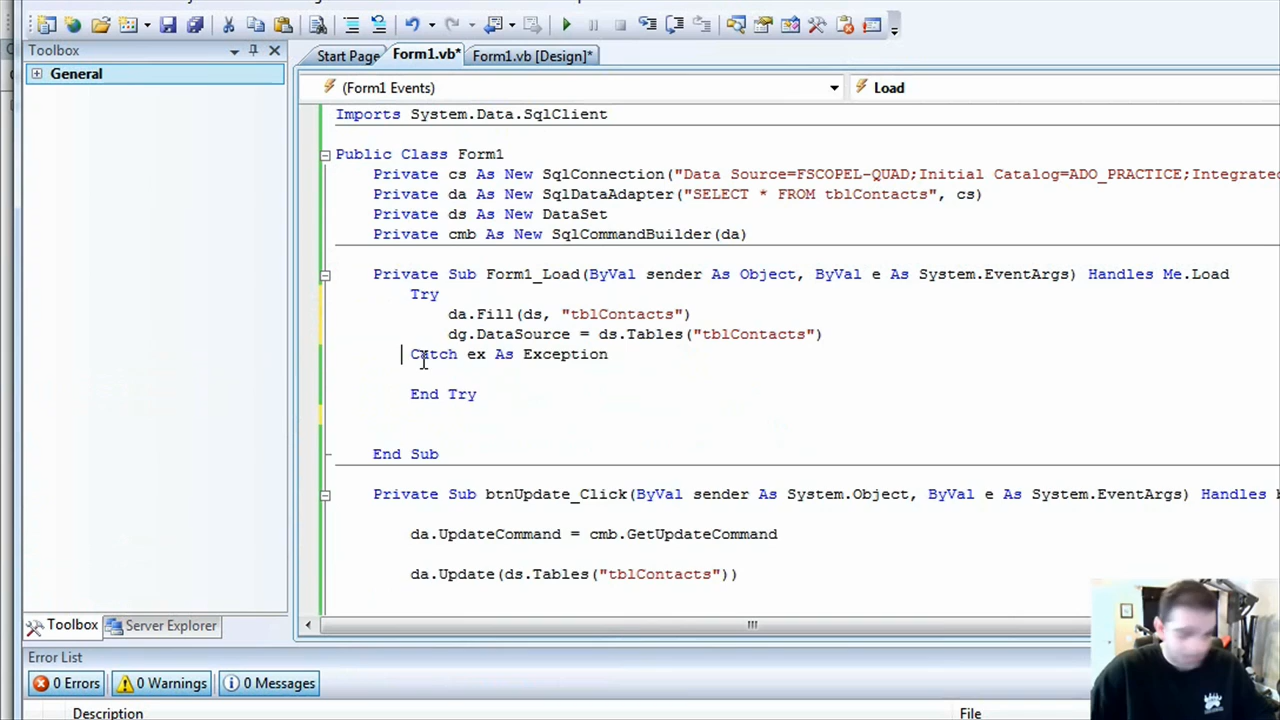 Toolbox
General
Start Page
Form1.vb*
Form1.vb [Design]*
(Form1 Events)
Load
Imports System.Data.SqlClient
Public Class Form1
Private cs As New SqlConnection("Data Source=FSCOPEL-QUAD;Initial Catalog=ADO_PRACTICE;Integrate
Private da As New SqlDataAdapter("SELECT * FROM tblContacts", cs)
Private ds As New DataSet
Private cmb As New SqlCommandBuilder(da)
Private Sub Form1_Load(ByVal sender As Object, ByVal e As System.EventArgs) Handles Me.Load
Try
da.Fill(ds, "tblContacts")
dg.DataSource = ds.Tables("tblContacts")
Catch ex As Exception
End Try
End Sub
Private Sub btnUpdate_Click(ByVal sender As System.Object, ByVal e As System.EventArgs) Handles
da.UpdateCommand = cmb.GetUpdateCommand
da.Update(ds.Tables("tblContacts"))
Toolbox
Server Explorer
Error List
0 Errors
0 Warnings
0 Messages
Description
File